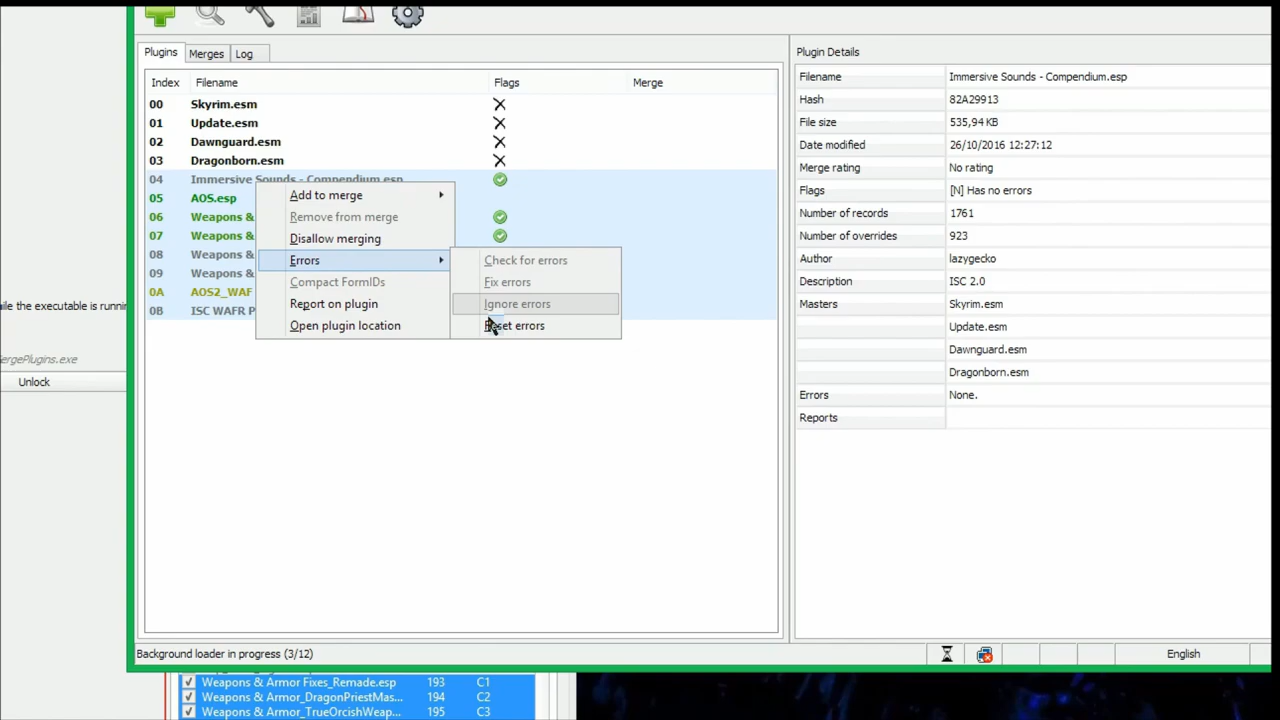 Plugins Merges Log
Index Filename Flags Merge
00 Skyrim.esm
01 Update.esm
02 Dawnguard.esm
03 Dragonborn.esm
04 Immersive Sounds - Compendium.esp
05 AOS.esp
06 Weapons &
07 Weapons &
08 Weapons &
09 Weapons &
0A AOS2_WAF
0B ISC WAFR P
Add to merge
Remove from merge
Disallow merging
Errors
Compact FormIDs
Report on plugin
Open plugin location
Check for errors
Fix errors
Ignore errors
Reset errors
Plugin Details
Filename Immersive Sounds - Compendium.esp
Hash 82A29913
File size 535,94 KB
Date modified 26/10/2016 12:27:12
Merge rating No rating
Flags [N] Has no errors
Number of records 1761
Number of overrides 923
Author lazygecko
Description ISC 2.0
Masters Skyrim.esm
Update.esm
Dawnguard.esm
Dragonborn.esm
Errors None.
Reports
ile the executable is runnin
ergePlugins.exe
Unlock
Background loader in progress (3/12)
English
Weapons & Armor Fixes_Remade.esp 193 C1
Weapons & Armor_DragonPriestMas... 194 C2
Weapons & Armor_TrueOrcishWeap... 195 C3